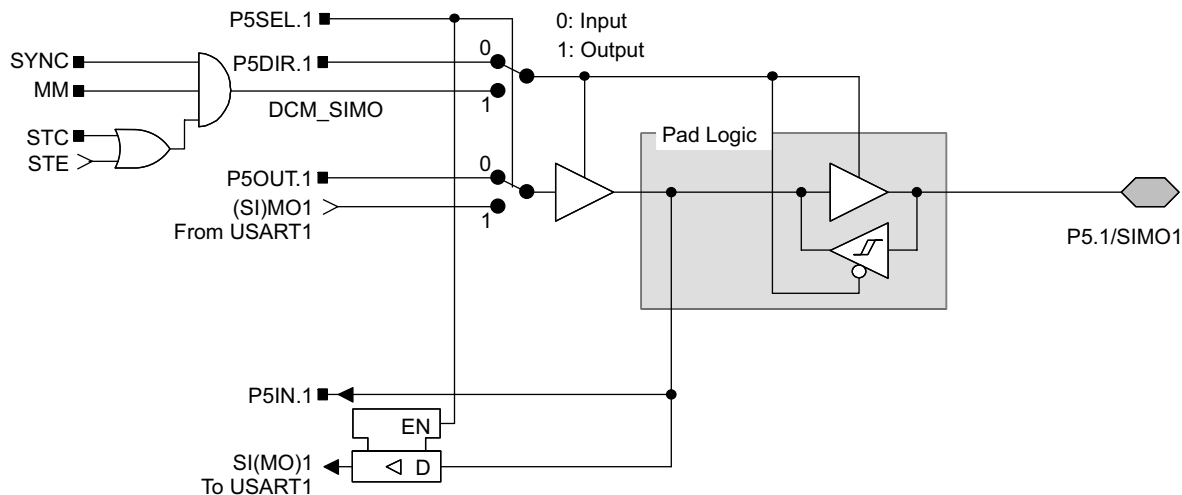 P5SEL.1
0: Input
1: Output
SYNC
MM
STC
STE
P5DIR.1
0
1
DCM_SIMO
Pad Logic
P5OUT.1
0
(SI)MO1
From USART1
1
P5.1/SIMO1
P5IN.1
EN
SI(MO)1
To USART1
D